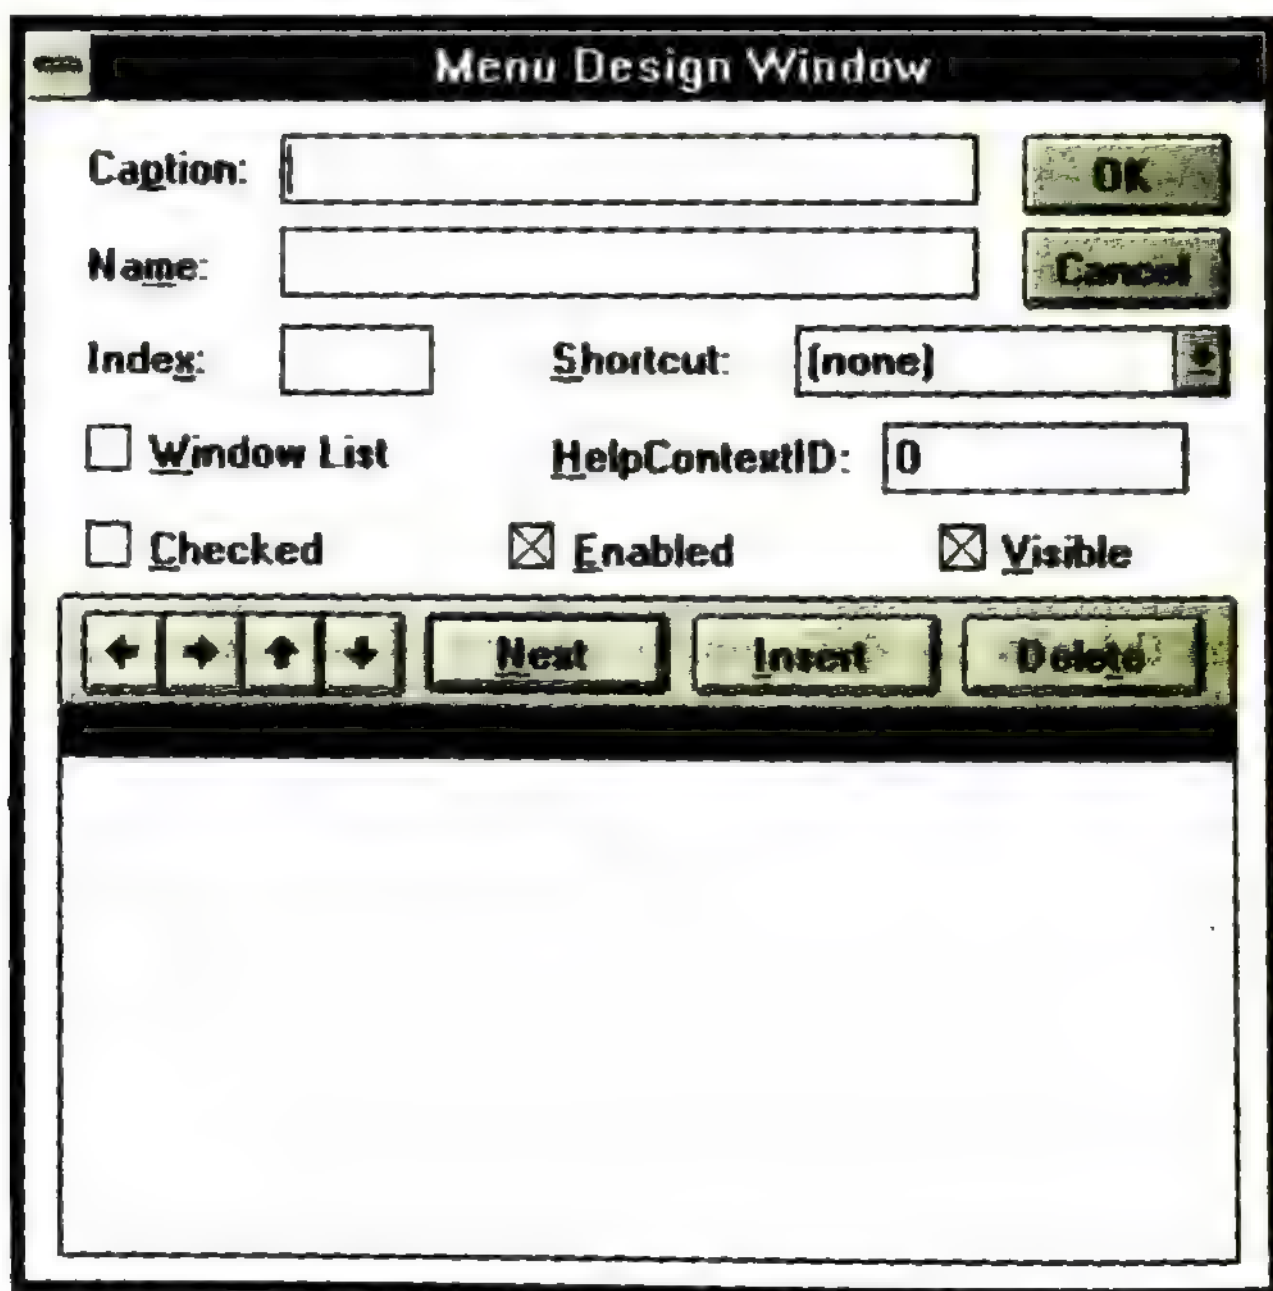 Menu Design Window
Caption: OK
Name: Cancel
Index: Shortcut: (none)
Window List HelpContextID: 0
Checked Enabled Visible
Next Insert Delete